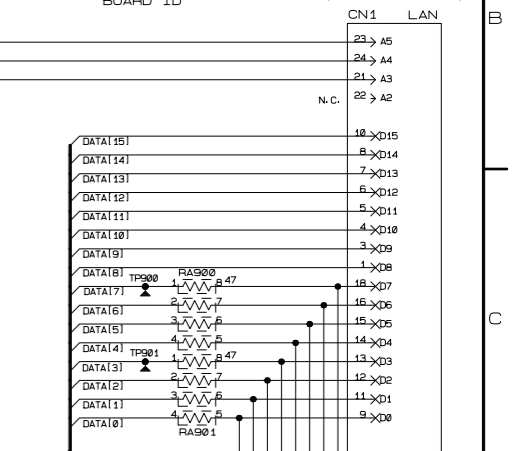 BOARD ID
CN1 LAN
B
23 A5
24 A4
21 A3
N.C. 22 A2
DATA[15] 10 D15
DATA[14] 8 D14
DATA[13] 7 D13
DATA[12] 6 D12
DATA[11] 5 D11
DATA[10] 4 D10
DATA[9] 3 D9
DATA[8] 1 D8
TP900 RA900
DATA[7] 1 8 47 18 D7
DATA[6] 2 7 16 D6
DATA[5] 3 6 15 D5
C
DATA[4] 4 5 14 D4
TP901
DATA[3] 1 8 47 13 D3
DATA[2] 2 7 12 D2
DATA[1] 3 6 11 D1
DATA[0] 4 5 9 D0
RA901